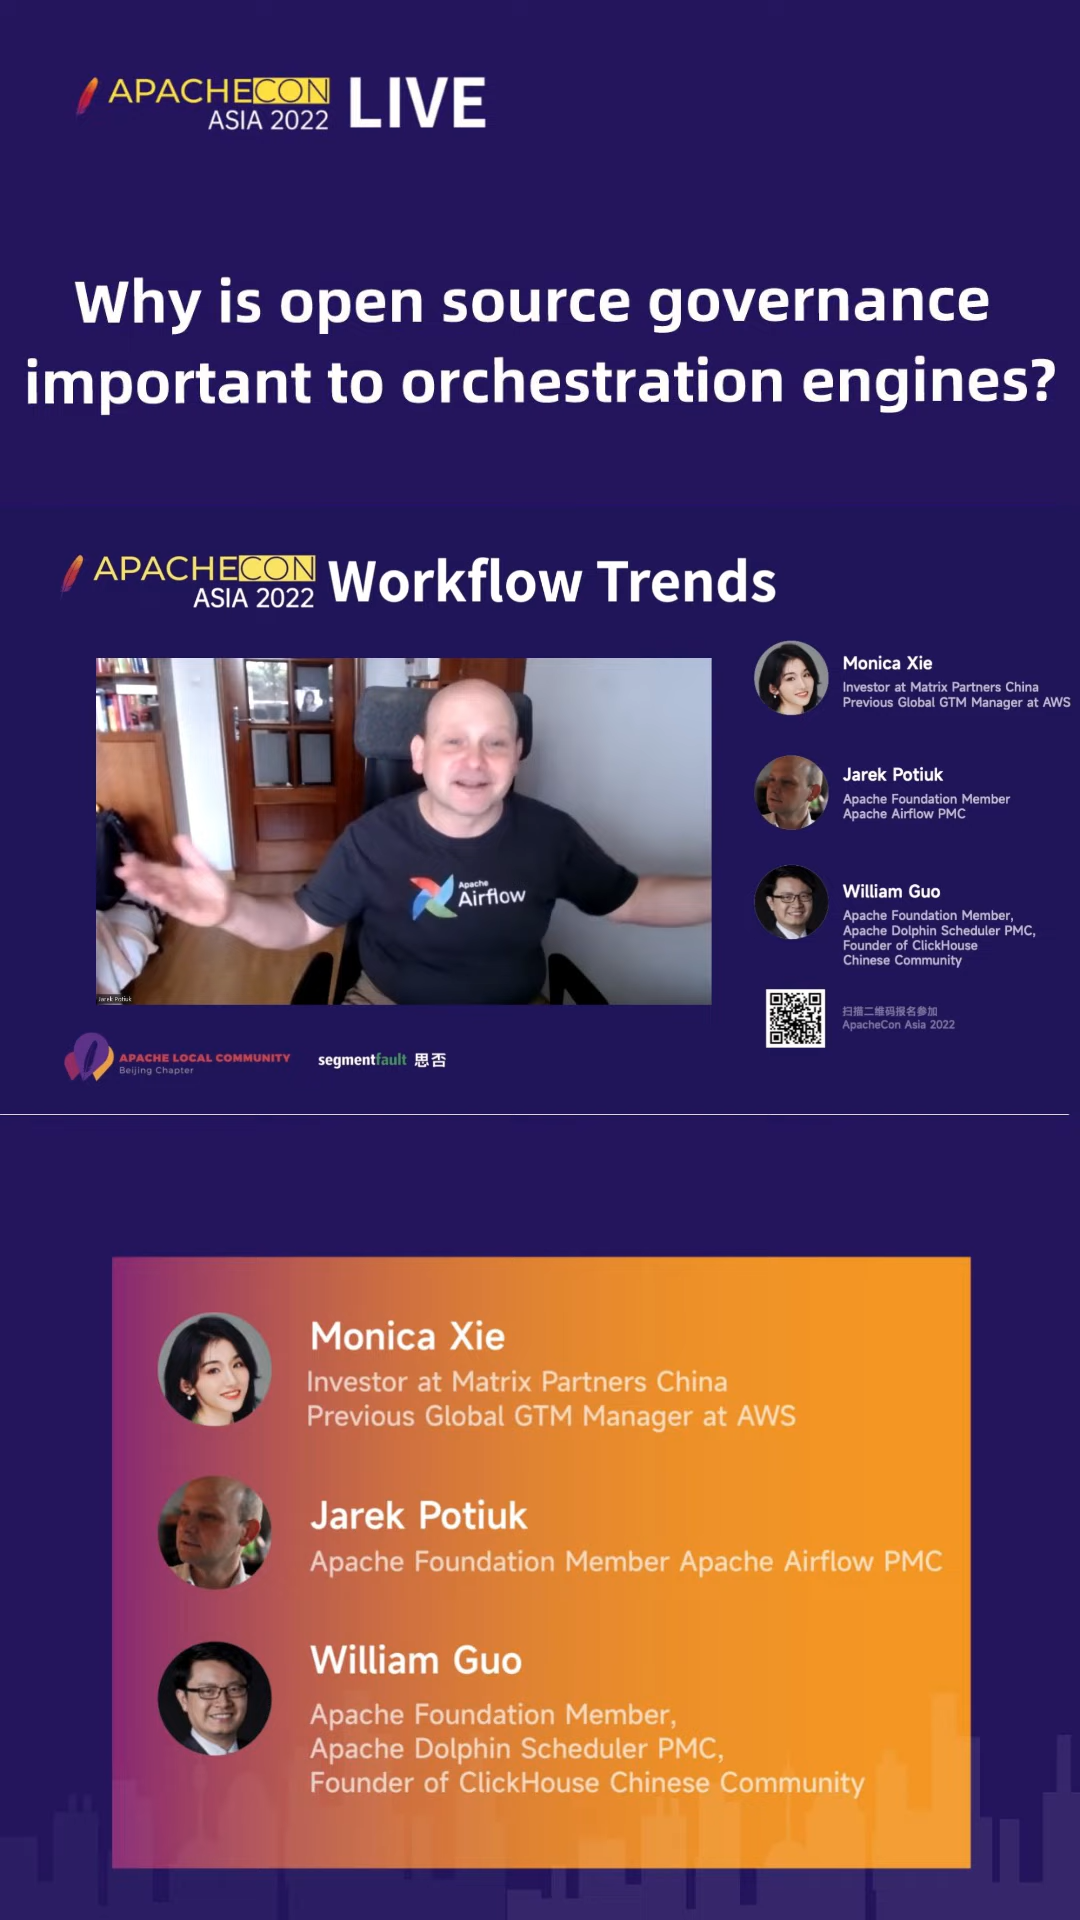 APACHECON LIVE
ASIA 2022
Why is open source governance
important to orchestration engines?
APACHECON Workflow Trends
ASIA 2022
Monica Xie
Investor at Matrix Partners China
Previous Global GTM Manager at AWS
Jarek Potiuk
Apache Foundation Member
Apache Airflow PMC
William Guo
Apache Foundation Member,
Apache Dolphin Scheduler PMC,
Founder of ClickHouse
Chinese Community
扫描二维码报名参加
ApacheCon Asia 2022
Apache
Airflow
Jarek Potiuk
APACHE LOCAL COMMUNITY
Beijing Chapter
segmentfault 思否
Monica Xie
Investor at Matrix Partners China
Previous Global GTM Manager at AWS
Jarek Potiuk
Apache Foundation Member Apache Airflow PMC
William Guo
Apache Foundation Member,
Apache Dolphin Scheduler PMC,
Founder of ClickHouse Chinese Community